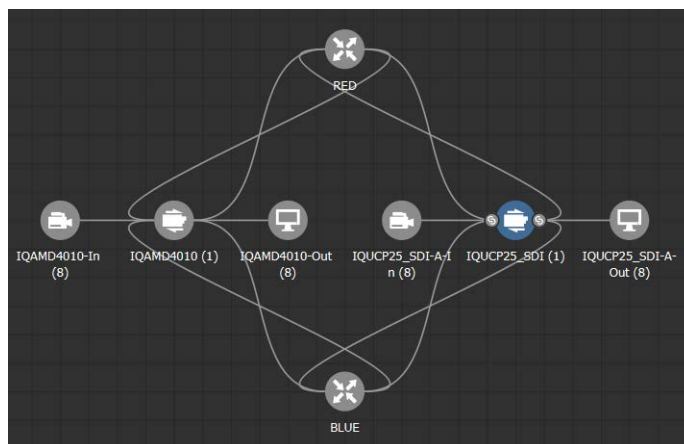 RED
IQAMD4010-In
(8)
IQAMD4010 (1)
IQAMD4010-Out
(8)
IQUCP25_SDI-A-I
n (8)
IQUCP25_SDI (1)
IQUCP25_SDI-A-
Out (8)
BLUE